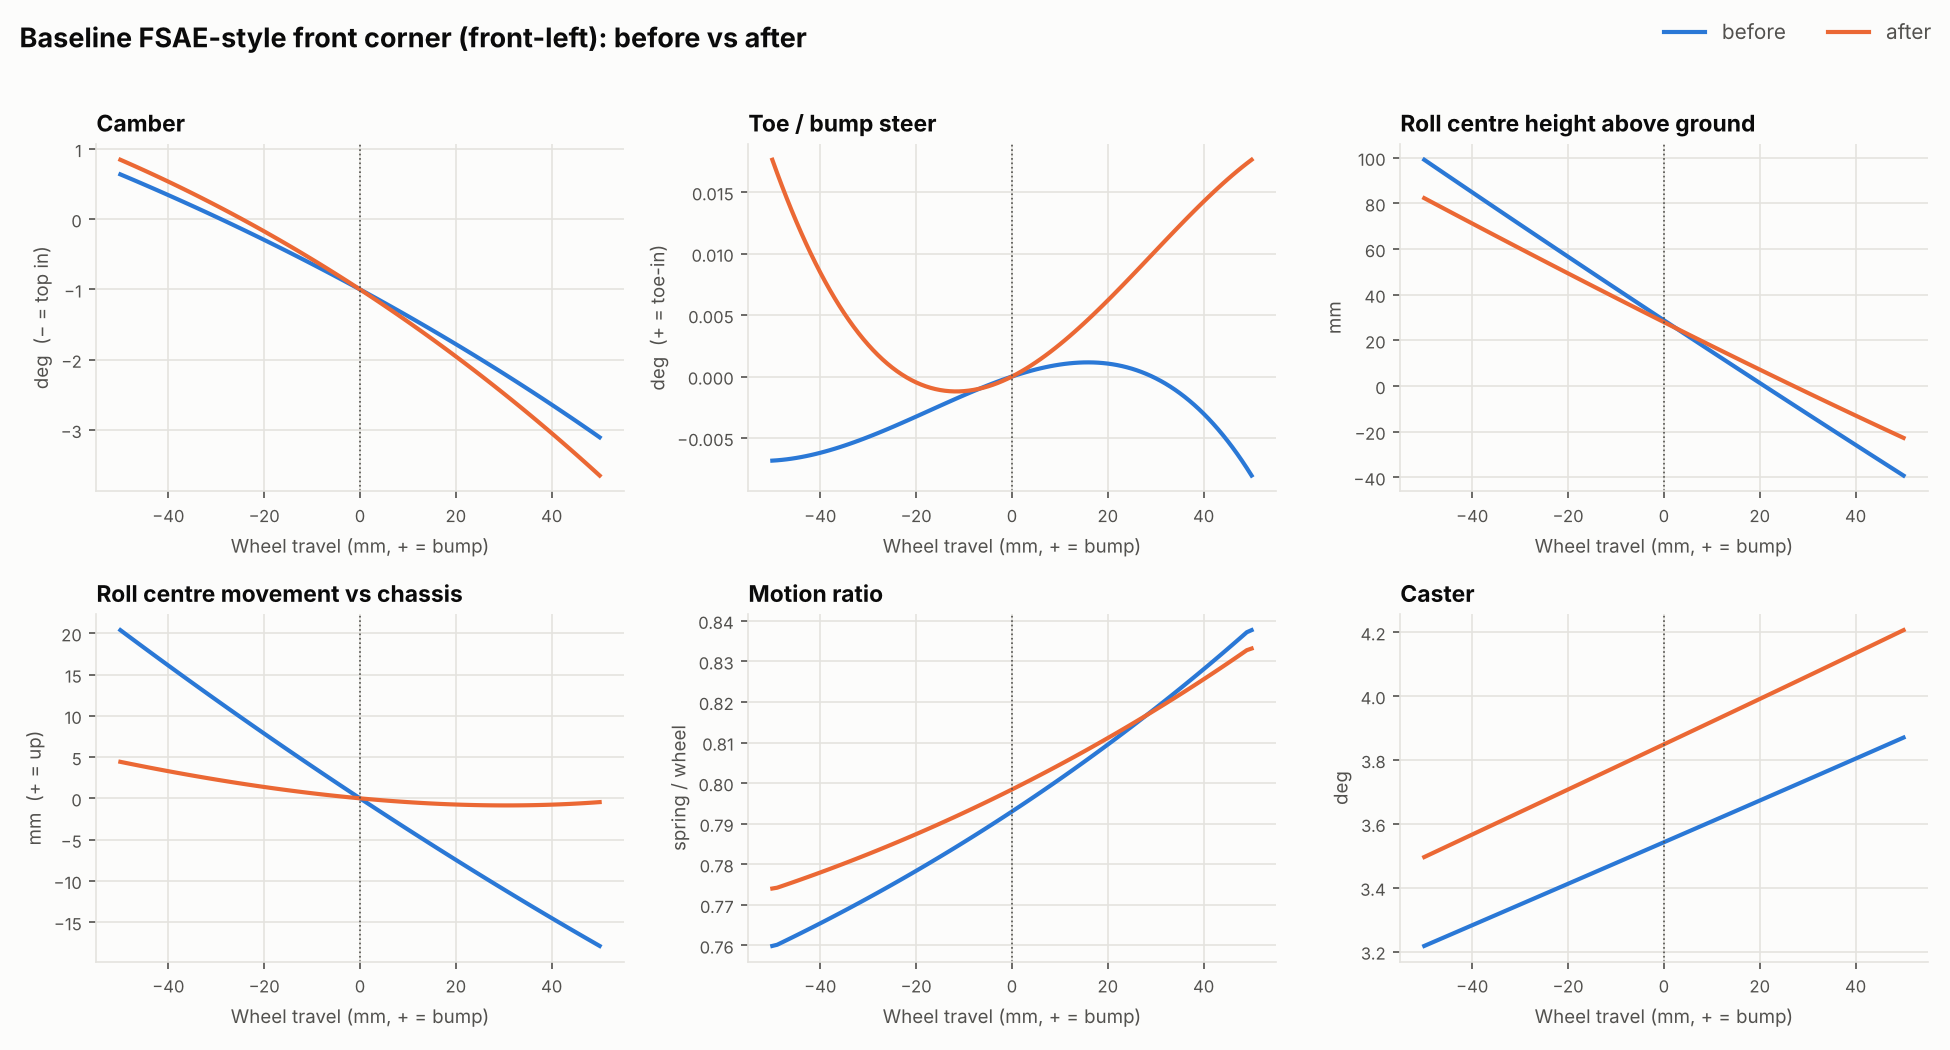 Baseline FSAE-style front corner (front-left): before vs after
before
after
Camber
1
0
−1
−2
−3
deg (− = top in)
−40 −20 0 20 40
Wheel travel (mm, + = bump)
Toe / bump steer
0.015
0.010
0.005
0.000
−0.005
deg (+ = toe-in)
−40 −20 0 20 40
Wheel travel (mm, + = bump)
Roll centre height above ground
100
80
60
40
20
0
−20
−40
mm
−40 −20 0 20 40
Wheel travel (mm, + = bump)
Roll centre movement vs chassis
20
15
10
5
0
−5
−10
−15
mm (+ = up)
−40 −20 0 20 40
Wheel travel (mm, + = bump)
Motion ratio
0.84
0.83
0.82
0.81
0.80
0.79
0.78
0.77
0.76
spring / wheel
−40 −20 0 20 40
Wheel travel (mm, + = bump)
Caster
4.2
4.0
3.8
3.6
3.4
3.2
deg
−40 −20 0 20 40
Wheel travel (mm, + = bump)